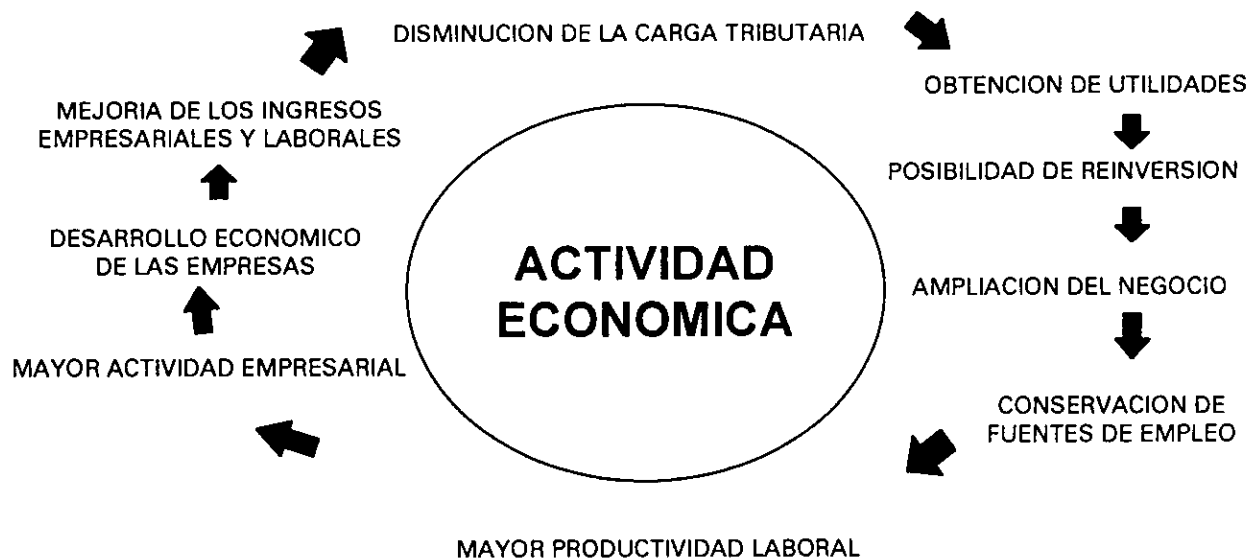 DISMINUCION DE LA CARGA TRIBUTARIA
OBTENCION DE UTILIDADES
POSIBILIDAD DE REINVERSION
AMPLIACION DEL NEGOCIO
CONSERVACION DE
FUENTES DE EMPLEO
MAYOR PRODUCTIVIDAD LABORAL
MAYOR ACTIVIDAD EMPRESARIAL
DESARROLLO ECONOMICO
DE LAS EMPRESAS
MEJORIA DE LOS INGRESOS
EMPRESARIALES Y LABORALES
ACTIVIDAD
ECONOMICA